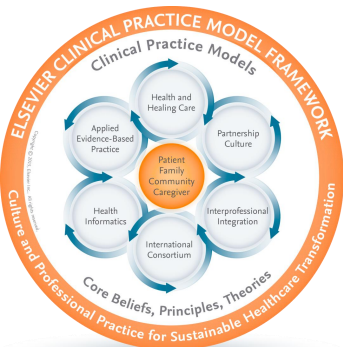 ELSEVIER CLINICAL PRACTICE MODEL FRAMEWORK
Clinical Practice Models
Health and
Healing Care
Applied
Evidence-Based
Practice
Partnership
Culture
Patient
Family
Community
Caregiver
Health
Informatics
Interprofessional
Integration
International
Consortium
Core Beliefs, Principles, Theories
Culture and Professional Practice for Sustainable Healthcare Transformation